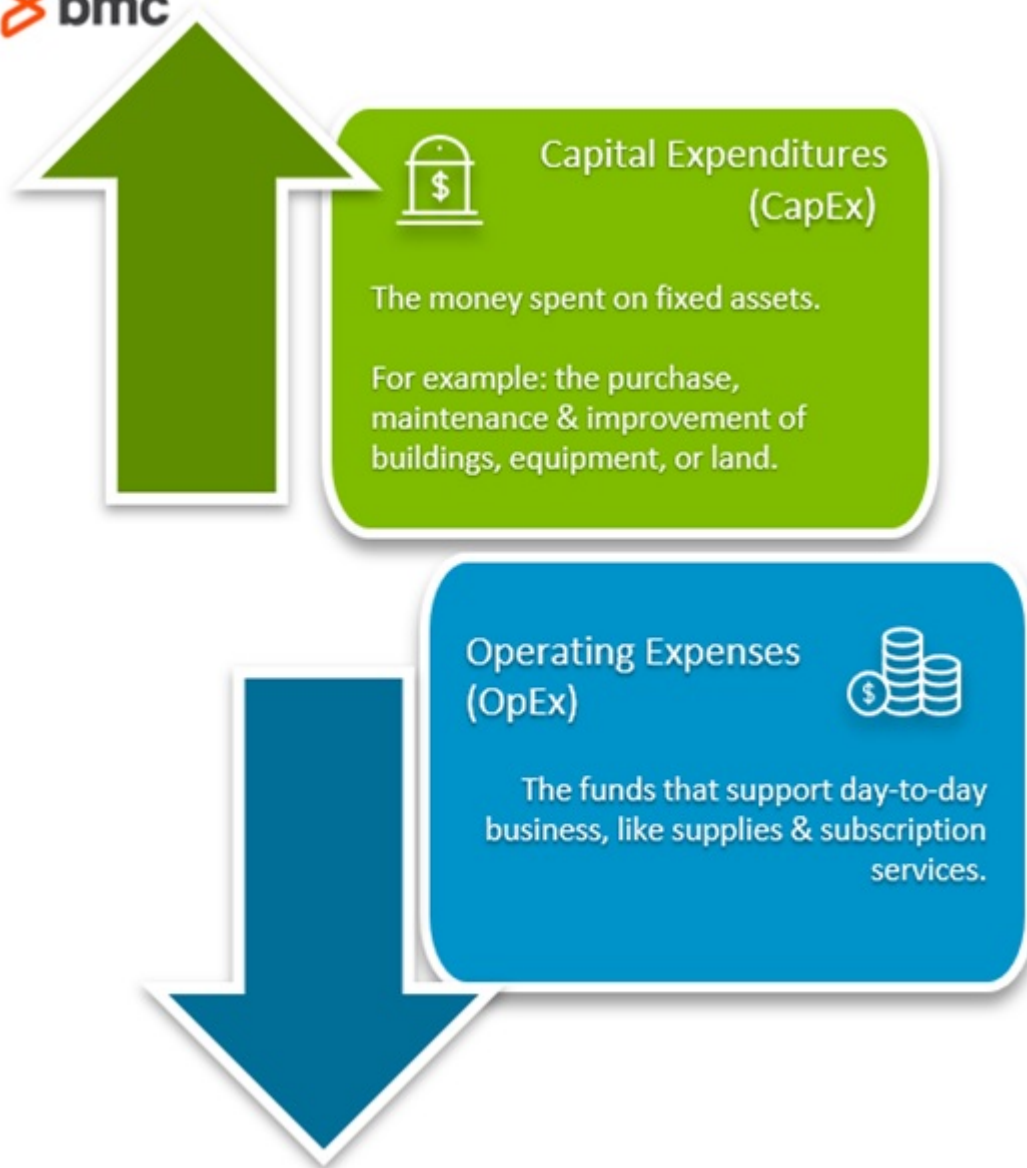 bmc
Capital Expenditures
(CapEx)
$
The money spent on fixed assets.
For example: the purchase,
maintenance & improvement of
buildings, equipment, or land.
Operating Expenses
(OpEx)
$
The funds that support day-to-day
business, like supplies & subscription
services.